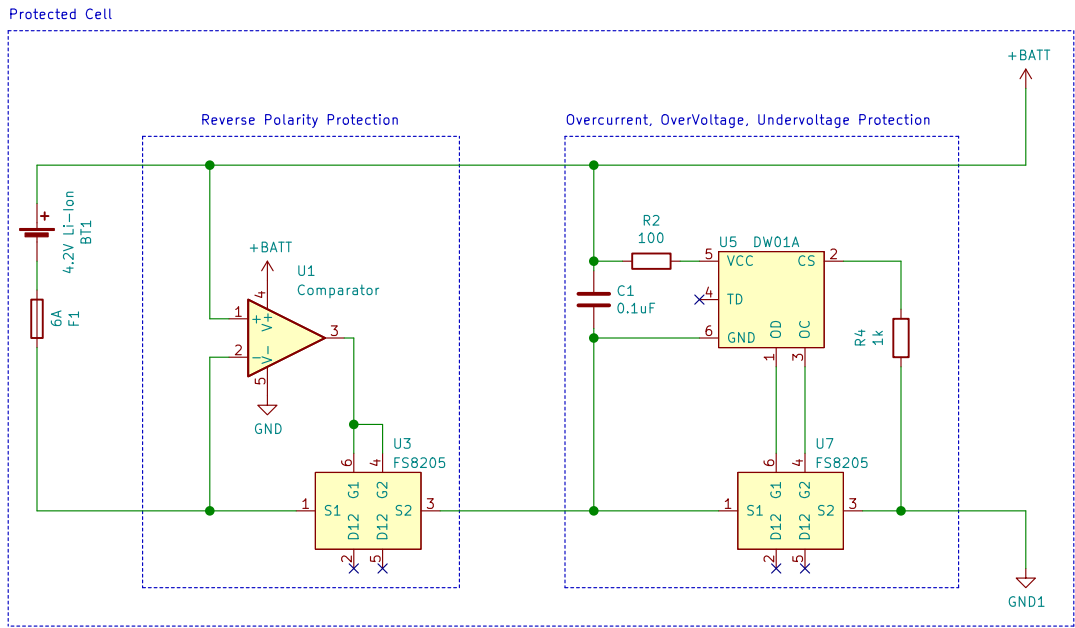 Protected Cell
+BATT
Reverse Polarity Protection
Overcurrent, OverVoltage, Undervoltage Protection
+
4.2V Li-Ion
BT1
6A
F1
+BATT
U1
Comparator
4
1
+
V+
3
2
-
V-
5
GND
U3
FS8205
6
4
G1
G2
1
S1
S2
3
D12
D12
2
5
R2
100
C1
0.1uF
U5
DW01A
5
VCC
CS
2
4
TD
6
GND
OD
OC
1
3
R4
1k
U7
FS8205
6
4
G1
G2
1
S1
S2
3
D12
D12
2
5
GND1